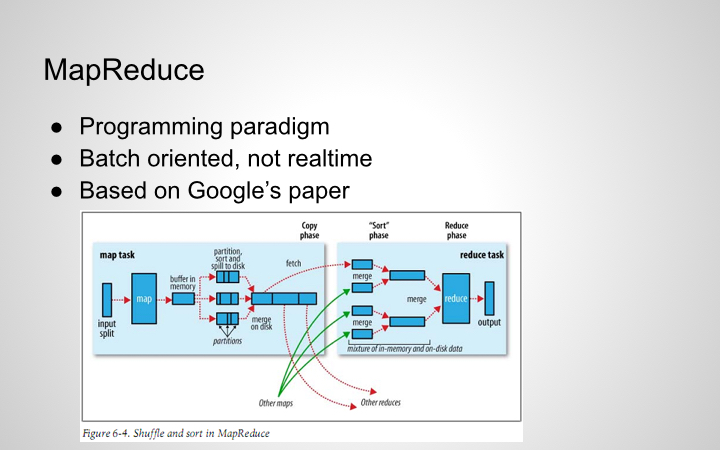 MapReduce
● Programming paradigm
● Batch oriented, not realtime
● Based on Google's paper
Copy
phase
"Sort"
phase
Reduce
phase
map task
reduce task
partition,
sort and
spill to disk
fetch
buffer in
memory
map
merge
merge
reduce
input
split
merge
on disk
merge
output
partitions
mixture of in-memory and on-disk data
Other maps
Other reduces
Figure 6-4. Shuffle and sort in MapReduce